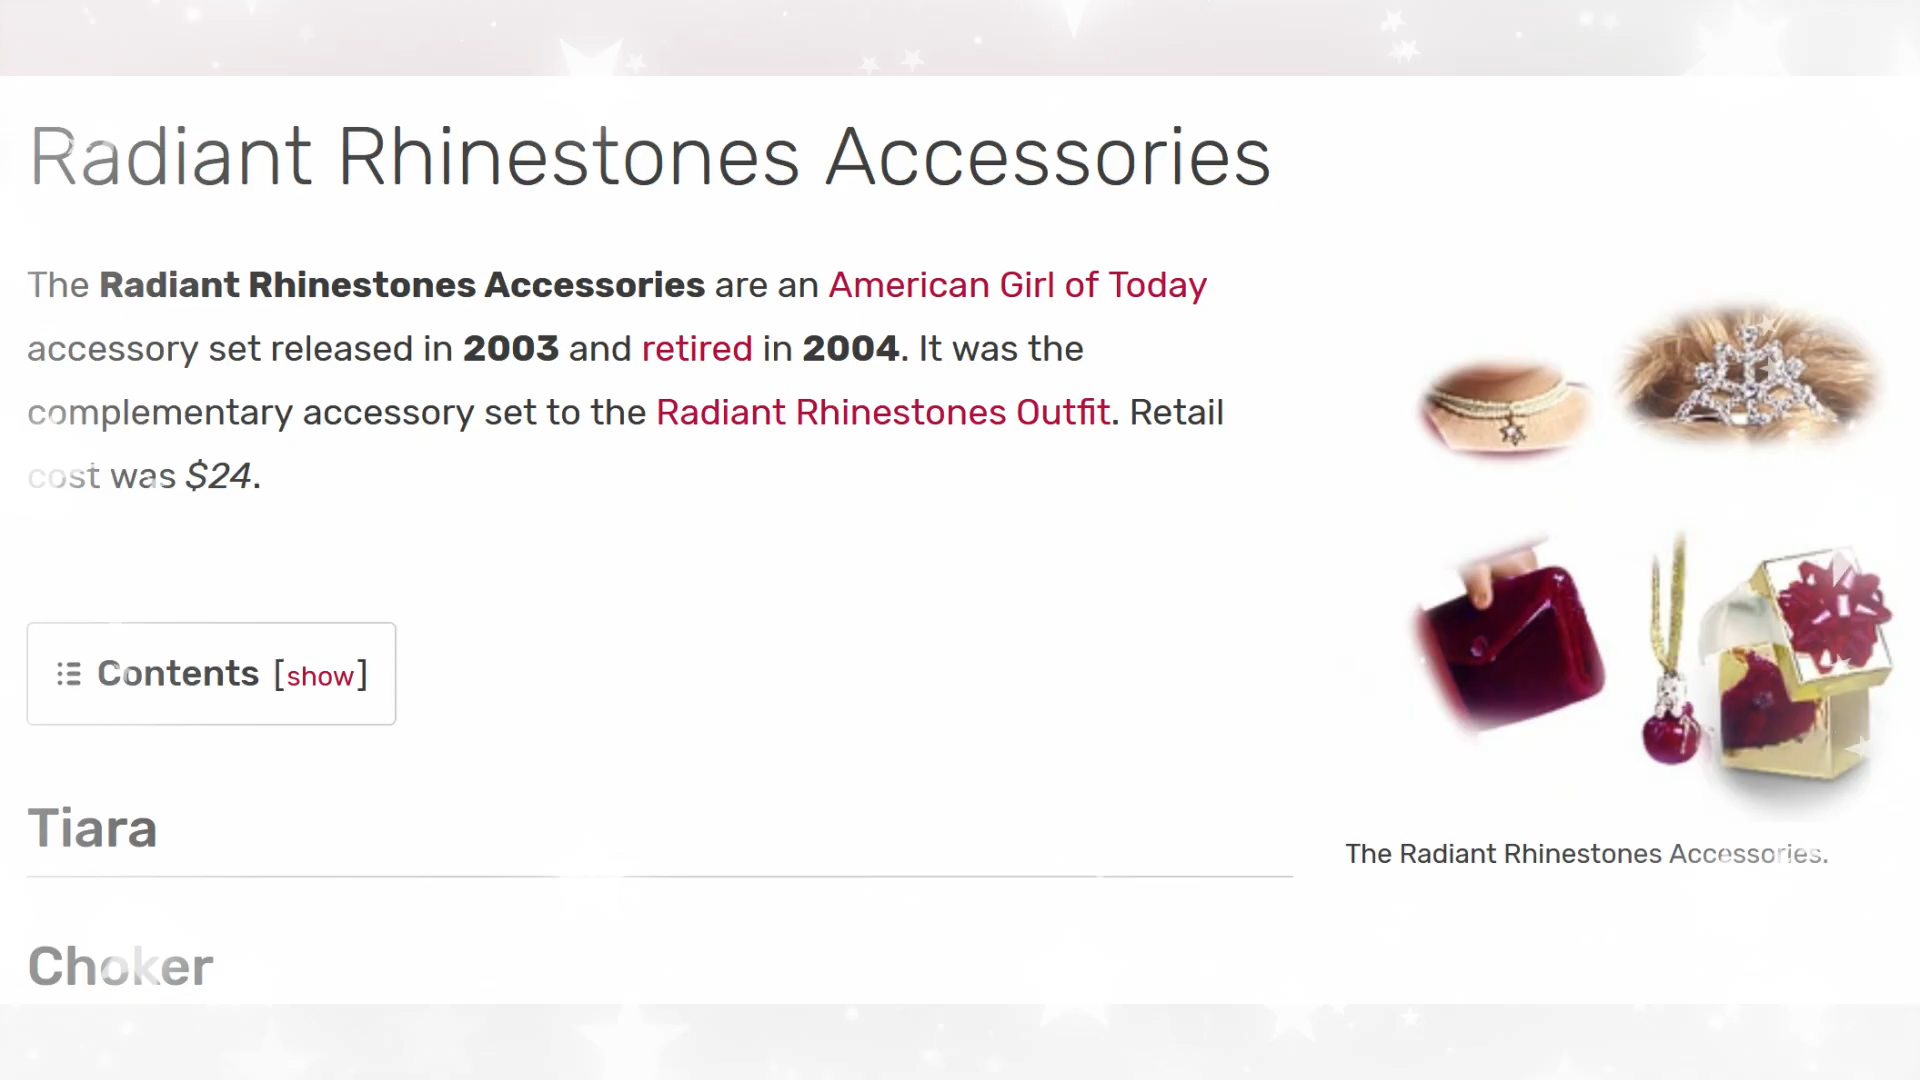 Radiant Rhinestones Accessories
The Radiant Rhinestones Accessories are an American Girl of Today
accessory set released in 2003 and retired in 2004. It was the
complementary accessory set to the Radiant Rhinestones Outfit. Retail
cost was $24.
Contents [show]
Tiara
The Radiant Rhinestones Accessories.
Choker